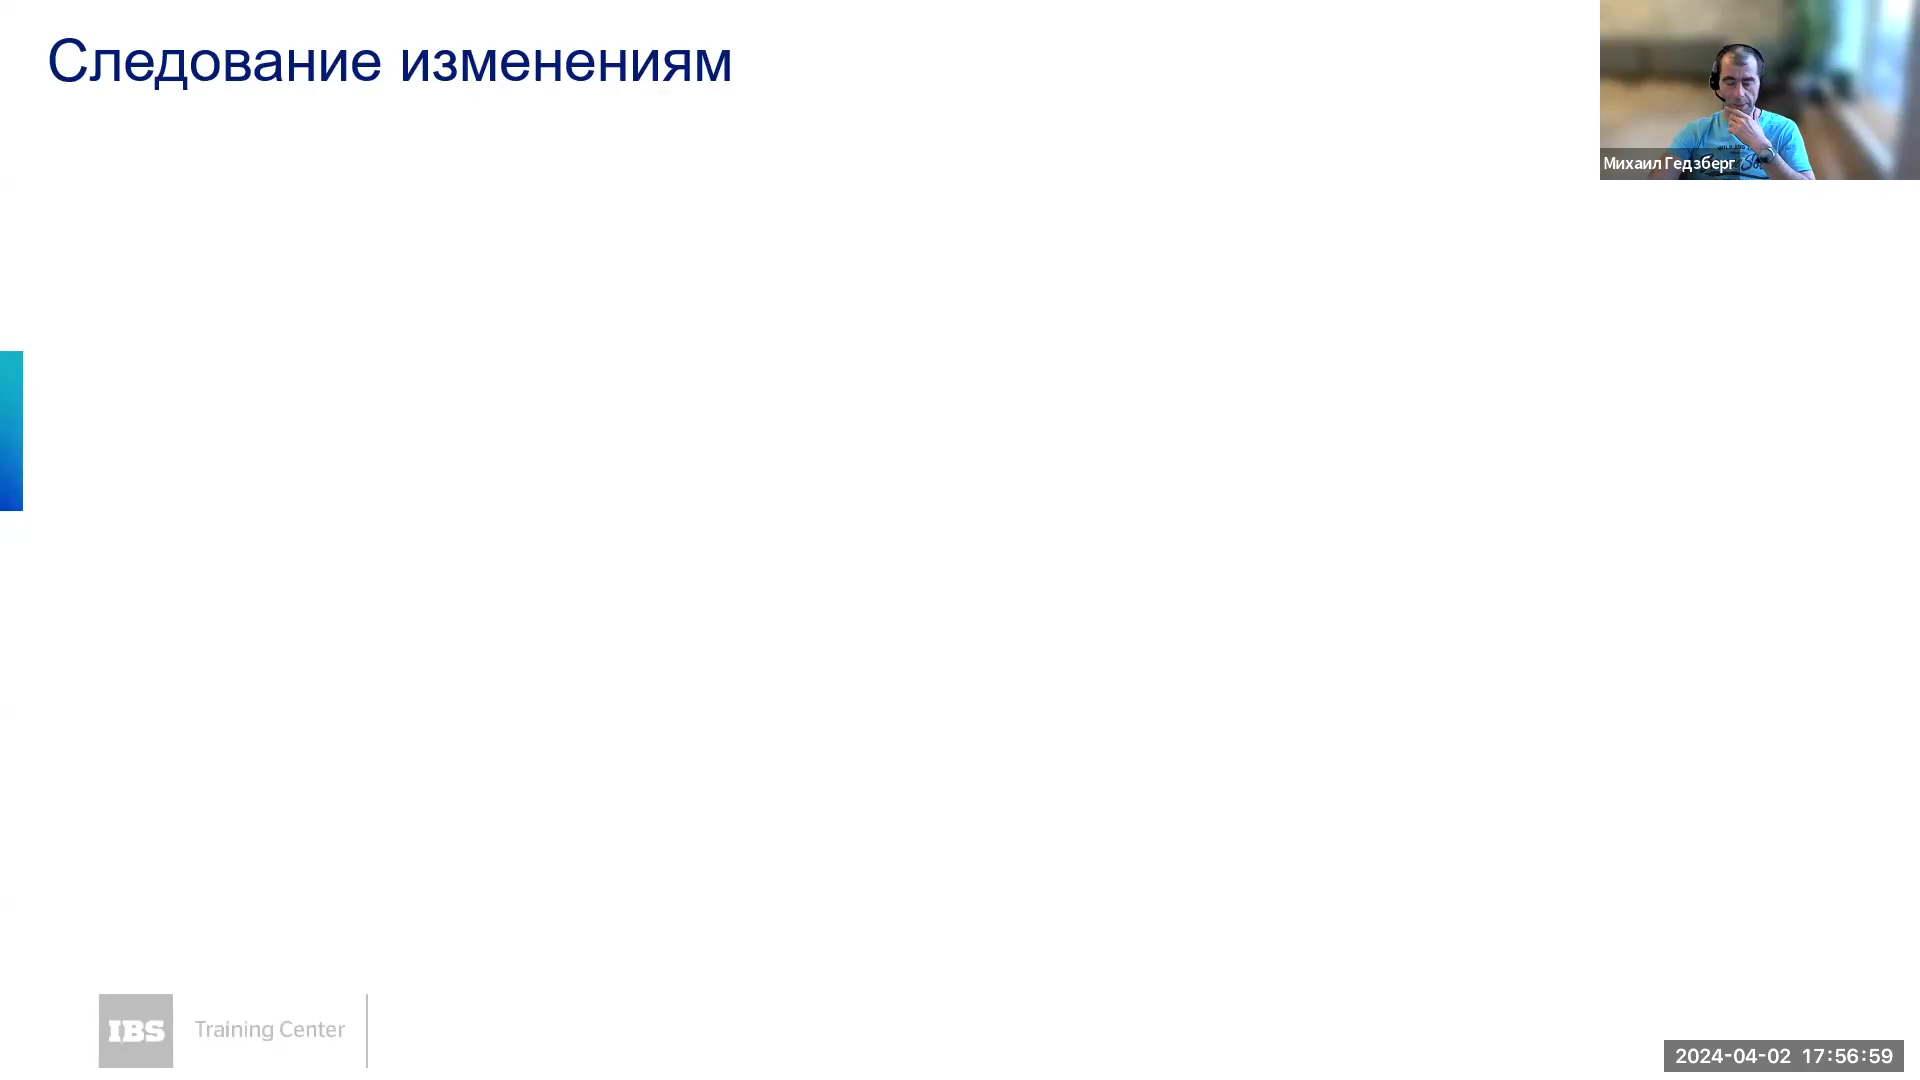 Следование изменениям
Михаил Гедзберг
IBS
Training Center
2024-04-02 17:56:59